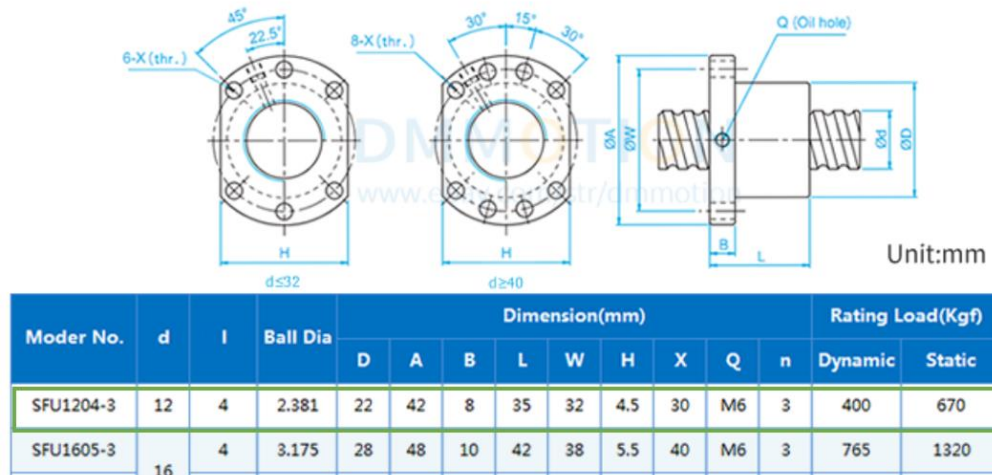 45°
22.5°
6-X(thr.)
30°
15°
30°
8-X(thr.)
Q (Oil hole)
DMMOTION
ØA
ØW
Ød
ØD
H
H
B
L
d≤32
d≥40
Unit:mm
Moder No. d l Ball Dia Dimension(mm) Rating Load(Kgf)
D A B L W H X Q n Dynamic Static
SFU1204-3 12 4 2.381 22 42 8 35 32 4.5 30 M6 3 400 670
SFU1605-3 16 4 3.175 28 48 10 42 38 5.5 40 M6 3 765 1320